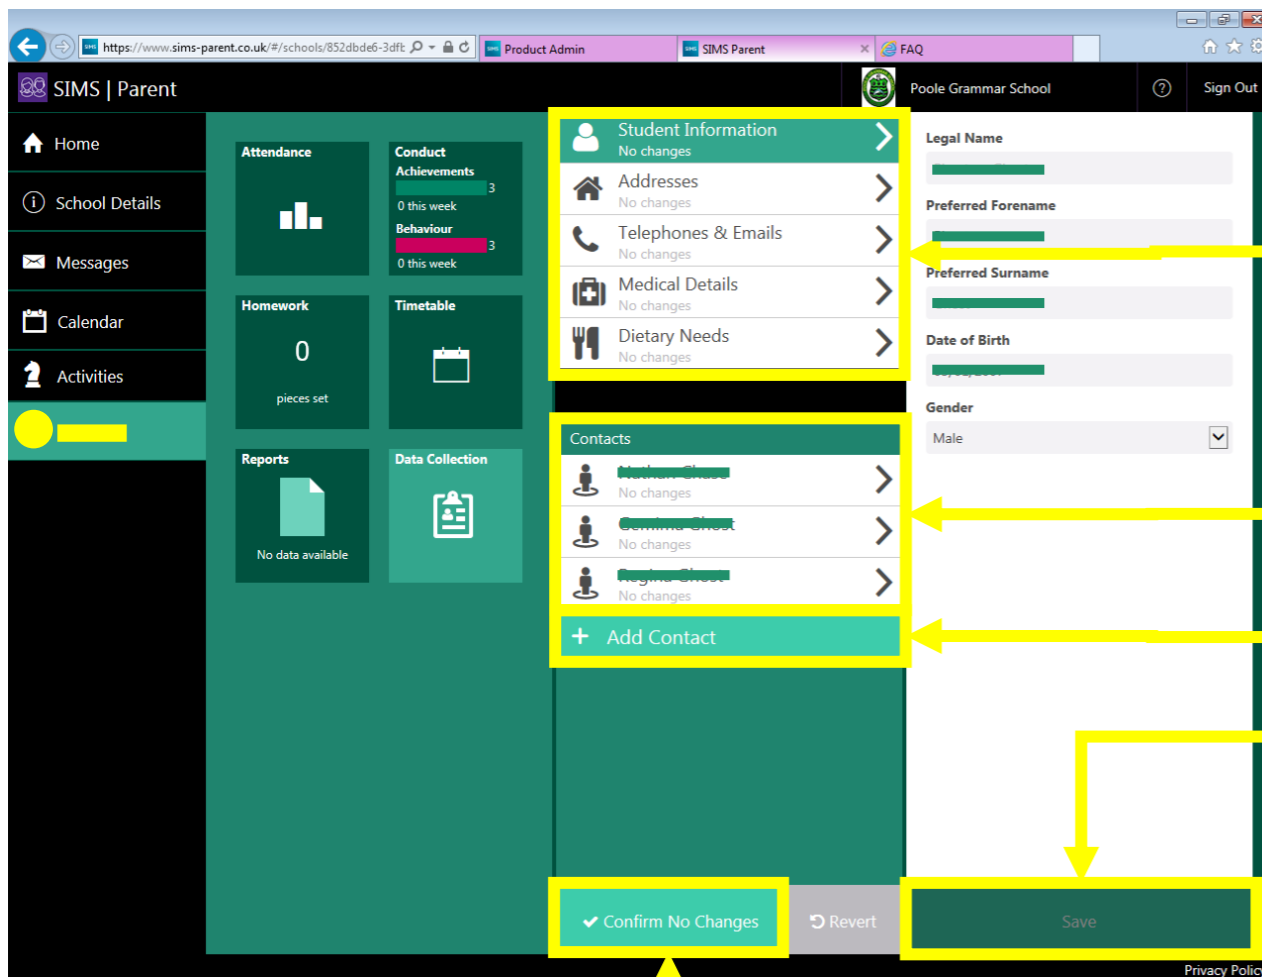 https://www.sims-parent.co.uk/#/schools/852dbde6-3dfb
Product Admin
SIMS Parent
FAQ
SIMS | Parent
Poole Grammar School
Sign Out
Home
School Details
Messages
Calendar
Activities
Attendance
Conduct
Achievements
3
0 this week
Behaviour
3
0 this week
Homework
0
pieces set
Timetable
Reports
No data available
Data Collection
Student Information
No changes
Addresses
No changes
Telephones & Emails
No changes
Medical Details
No changes
Dietary Needs
No changes
Contacts
No changes
No changes
No changes
+ Add Contact
Confirm No Changes
Revert
Legal Name
Preferred Forename
Preferred Surname
Date of Birth
Gender
Male
Save
Privacy Policy